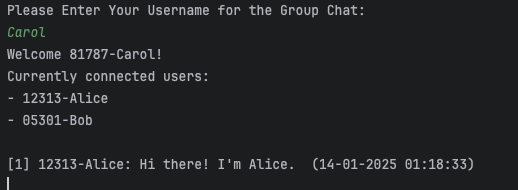 Please Enter Your Username for the Group Chat:
Carol
Welcome 81787-Carol!
Currently connected users:
- 12313-Alice
- 05301-Bob
[1] 12313-Alice: Hi there! I'm Alice.  (14-01-2025 01:18:33)